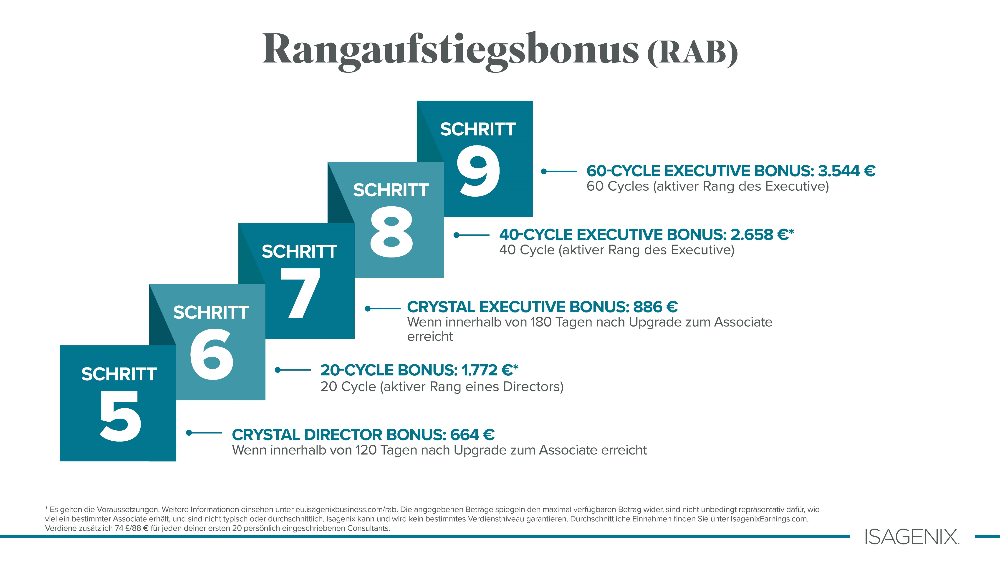 Rangaufstiegsbonus (RAB)
SCHRITT
9
60-CYCLE EXECUTIVE BONUS: 3.544 €
60 Cycles (aktiver Rang des Executive)
SCHRITT
8
40-CYCLE EXECUTIVE BONUS: 2.658 €*
40 Cycle (aktiver Rang des Executive)
SCHRITT
7
CRYSTAL EXECUTIVE BONUS: 886 €
Wenn innerhalb von 180 Tagen nach Upgrade zum Associate
erreicht
SCHRITT
6
20-CYCLE BONUS: 1.772 €*
20 Cycle (aktiver Rang eines Directors)
SCHRITT
5
CRYSTAL DIRECTOR BONUS: 664 €
Wenn innerhalb von 120 Tagen nach Upgrade zum Associate erreicht
* Es gelten die Voraussetzungen. Weitere Informationen einsehen unter eu.isagenixbusiness.com/rab. Die angegebenen Beträge spiegeln den maximal verfügbaren Betrag wider, sind nicht unbedingt repräsentativ dafür, wie
viel ein bestimmter Associate erhält, und sind nicht typisch oder durchschnittlich. Isagenix kann und wird kein bestimmtes Verdienstniveau garantieren. Durchschnittliche Einnahmen finden Sie unter IsagenixEarnings.com.
Verdiene zusätzlich 74 £/88 € für jeden deiner ersten 20 persönlich eingeschriebenen Consultants.
ISAGENIX